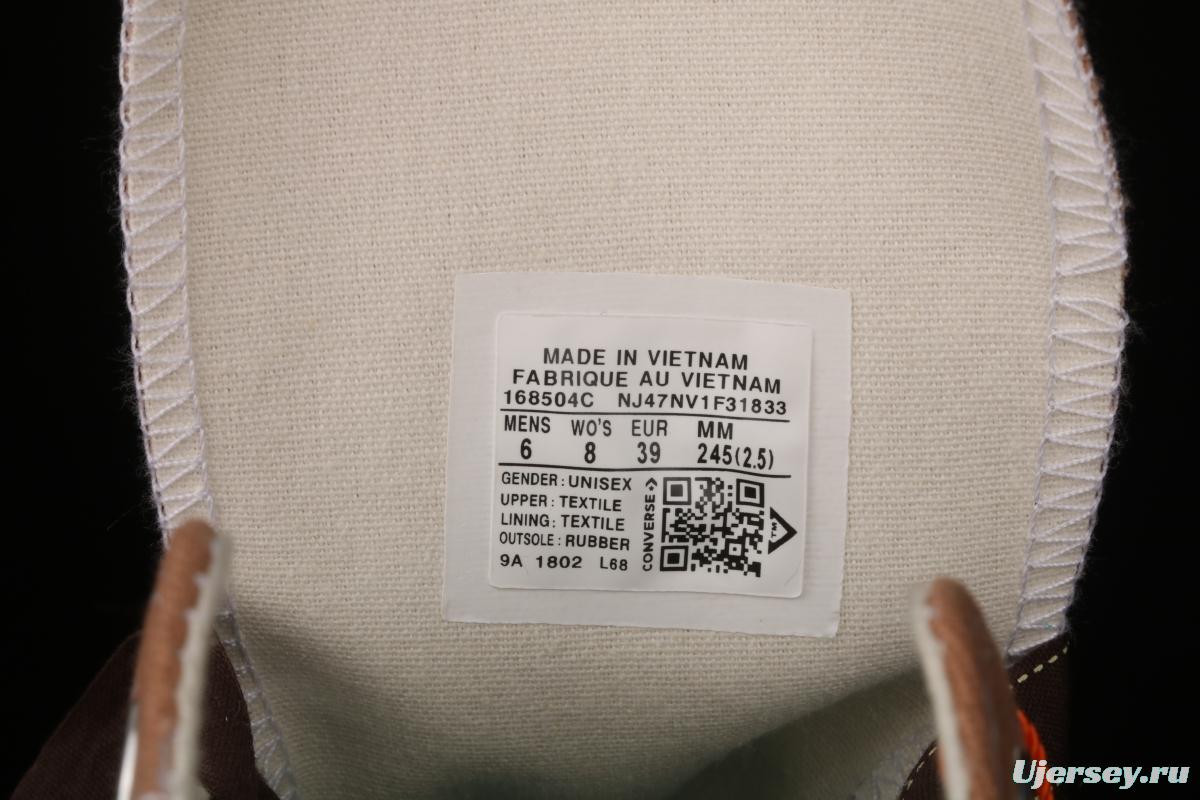 MADE IN VIETNAM
FABRIQUE AU VIETNAM
168504C NJ47NV1F31833
MENS WO'S EUR MM
6 8 39 245(2.5)
GENDER: UNISEX
UPPER: TEXTILE
LINING: TEXTILE
OUTSOLE: RUBBER
9A 1802 L68
CONVERSE
TM
Ujersey.ru